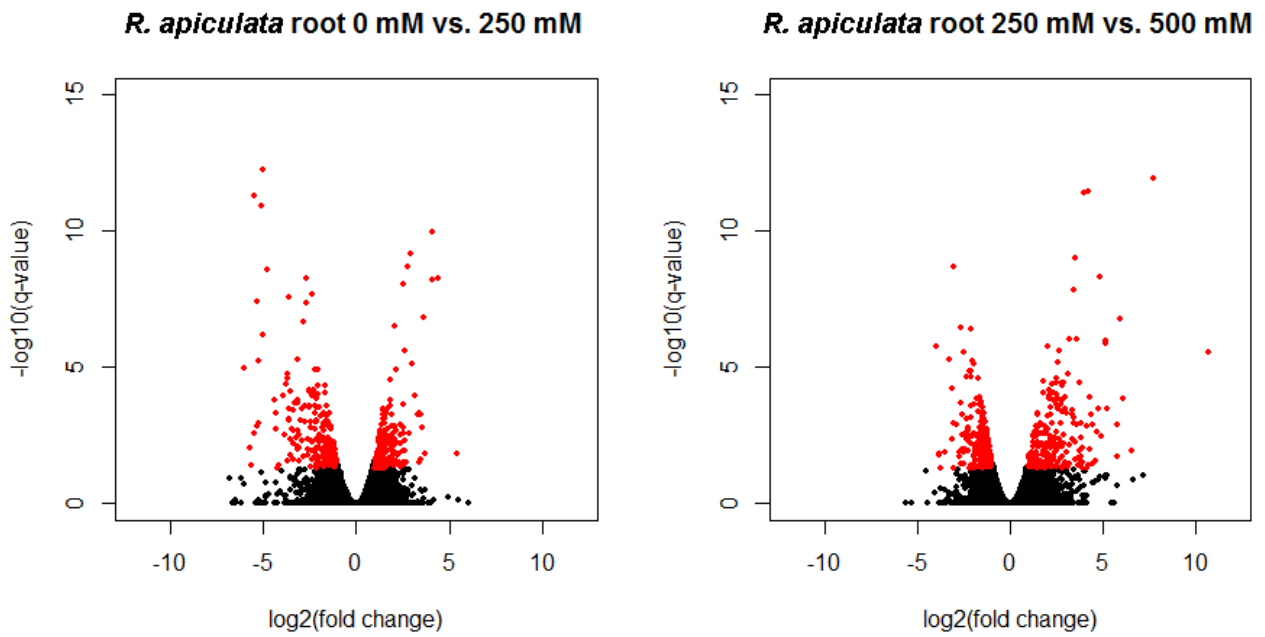 R. apiculata root 0 mM vs. 250 mM
15
10
5
0
-log10(q-value)
-10 -5 0 5 10
log2(fold change)
R. apiculata root 250 mM vs. 500 mM
15
10
5
0
-log10(q-value)
-10 -5 0 5 10
log2(fold change)